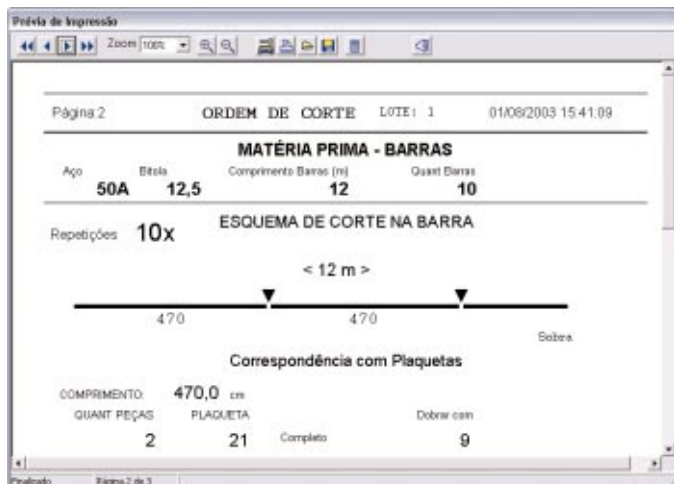 Prévia de Impressão
Zoom 100%
Página:2 ORDEM DE CORTE LOTE: 1 01/08/2003 15:41:09
MATÉRIA PRIMA - BARRAS
Aço Bitola Comprimento Barras (m) Quant Barras
50A 12,5 12 10
Repetições 10x ESQUEMA DE CORTE NA BARRA
< 12 m >
470 470
Sobra
Correspondência com Plaquetas
COMPRIMENTO: 470,0 cm
QUANT PEÇAS PLAQUETA Dobrar com
2 21 Completo 9
Finalizado Página 2 de 3